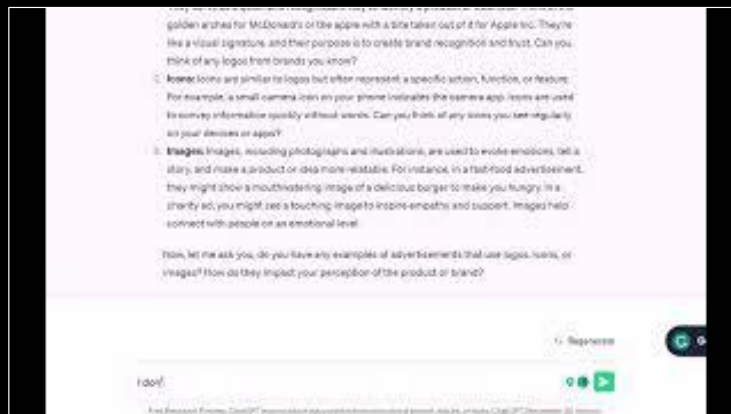 golden arches for McDonald's or the apple with a bite taken out of it for Apple Inc. They're
like a visual signature, and their purpose is to create brand recognition and trust. Can you
think of any logos from brands you know?
Icons: Icons are similar to logos but often represent a specific action, function, or feature.
For example, a small camera icon on your phone indicates the camera app. Icons are used
to convey information quickly without words. Can you think of any icons you see regularly
on your devices or apps?
Images: Images, including photographs and illustrations, are used to evoke emotions, tell a
story, and make a product or idea more relatable. For instance, in a fast-food advertisement,
they might show a mouthwatering image of a delicious burger to make you hungry. In a
charity ad, you might see a touching image to inspire empathy and support. Images help
connect with people on an emotional level.
Now, let me ask you, do you have any examples of advertisements that use logos, icons, or
images? How do they impact your perception of the product or brand?
Regenerate
I don'